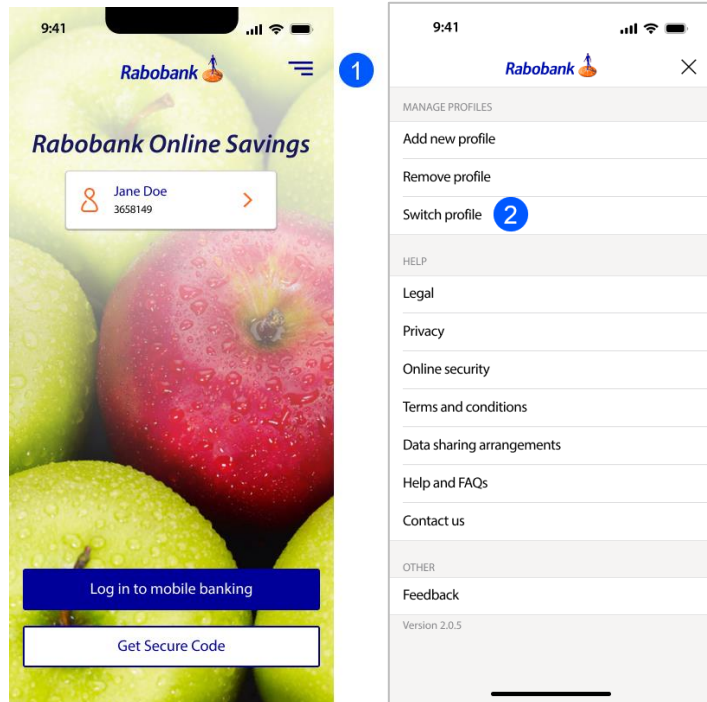 9:41
Rabobank
1
Rabobank Online Savings
Jane Doe
3658149
Log in to mobile banking
Get Secure Code
9:41
Rabobank
MANAGE PROFILES
Add new profile
Remove profile
Switch profile 2
HELP
Legal
Privacy
Online security
Terms and conditions
Data sharing arrangements
Help and FAQs
Contact us
OTHER
Feedback
Version 2.0.5